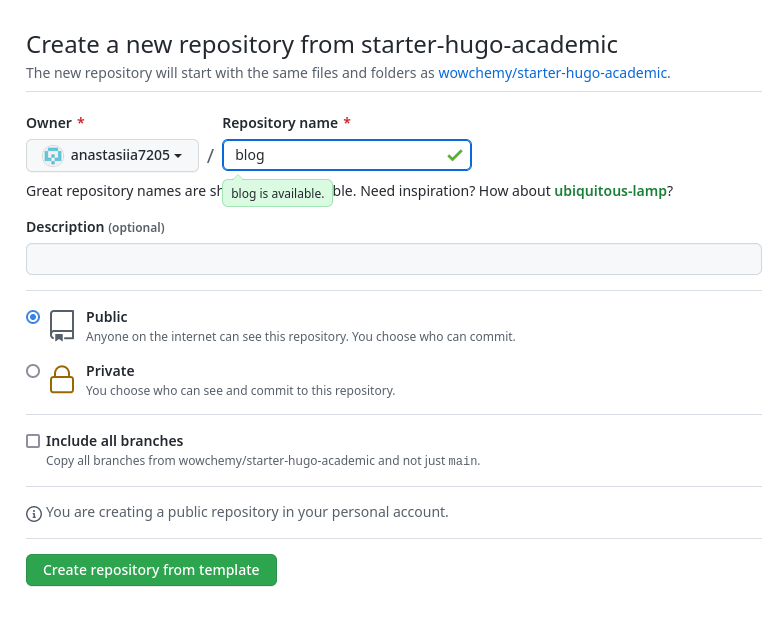 Create a new repository from starter-hugo-academic
The new repository will start with the same files and folders as wowchemy/starter-hugo-academic.
Owner * Repository name *
anastasiia7205 / blog
Great repository names are sh ble. Need inspiration? How about ubiquitous-lamp?
blog is available.
Description (optional)
Public
Anyone on the internet can see this repository. You choose who can commit.
Private
You choose who can see and commit to this repository.
Include all branches
Copy all branches from wowchemy/starter-hugo-academic and not just main.
You are creating a public repository in your personal account.
Create repository from template